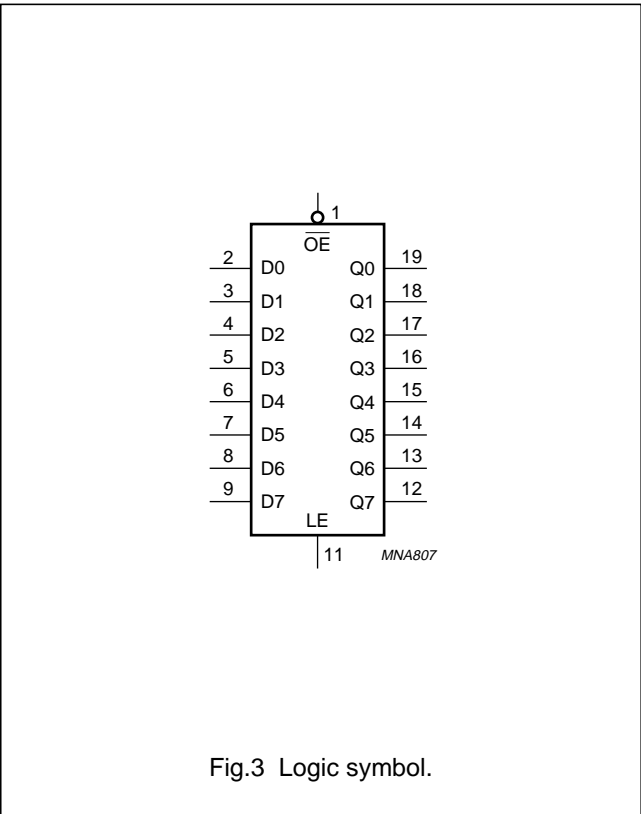 1
O̅E̅
2 D0 Q0 19
3 D1 Q1 18
4 D2 Q2 17
5 D3 Q3 16
6 D4 Q4 15
7 D5 Q5 14
8 D6 Q6 13
9 D7 Q7 12
LE
11 MNA807
Fig.3 Logic symbol.